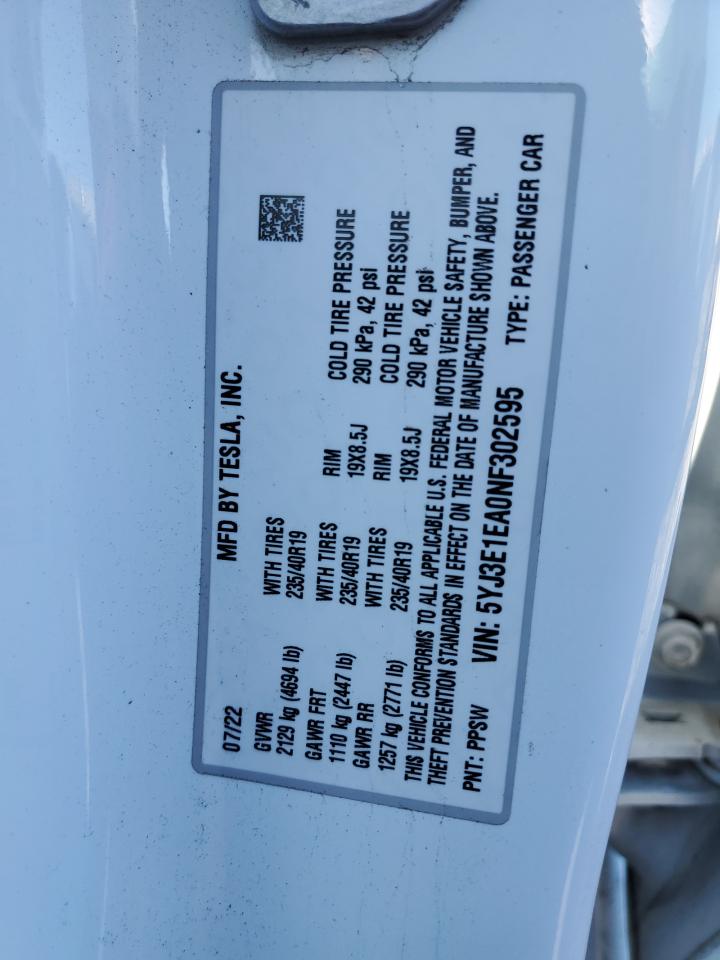 07/22 MFD BY TESLA, INC.
GVWR WITH TIRES
2129 kg (4694 lb) 235/40R19
GAWR FRT WITH TIRES RIM COLD TIRE PRESSURE
1110 kg (2447 lb) 235/40R19 19X8.5J 290 kPa, 42 psi
GAWR RR WITH TIRES RIM COLD TIRE PRESSURE
1257 kg (2771 lb) 235/40R19 19X8.5J 290 kPa, 42 psi
THIS VEHICLE CONFORMS TO ALL APPLICABLE U.S. FEDERAL MOTOR VEHICLE SAFETY, BUMPER, AND
THEFT PREVENTION STANDARDS IN EFFECT ON THE DATE OF MANUFACTURE SHOWN ABOVE.
PNT: PPSW VIN: 5YJ3E1EA0NF302595 TYPE: PASSENGER CAR